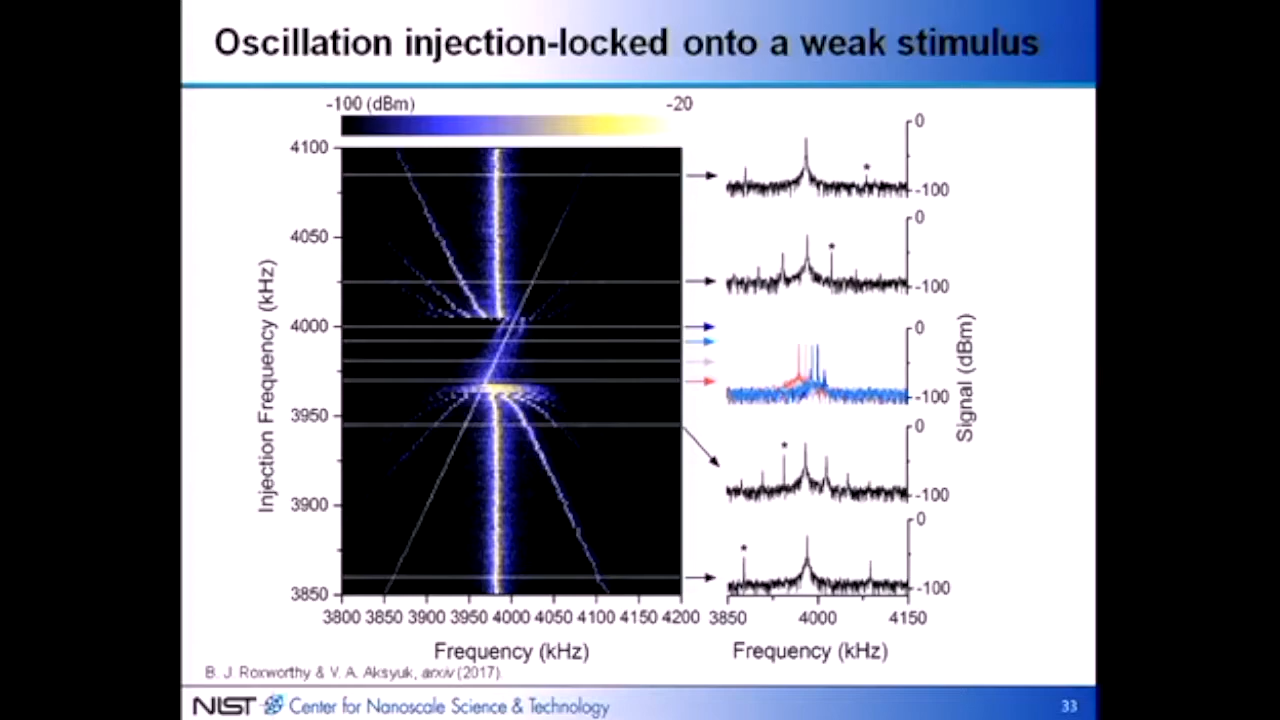 Oscillation injection-locked onto a weak stimulus
-100 (dBm) -20
4100
4050
4000
3950
3900
3850
Injection Frequency (kHz)
3800 3850 3900 3950 4000 4050 4100 4150 4200
Frequency (kHz)
0
*
-100
0
*
-100
0
-100
0
*
-100
0
*
-100
Signal (dBm)
3850 4000 4150
Frequency (kHz)
B. J. Roxworthy & V. A. Aksyuk, arxiv (2017)
NIST Center for Nanoscale Science & Technology
33